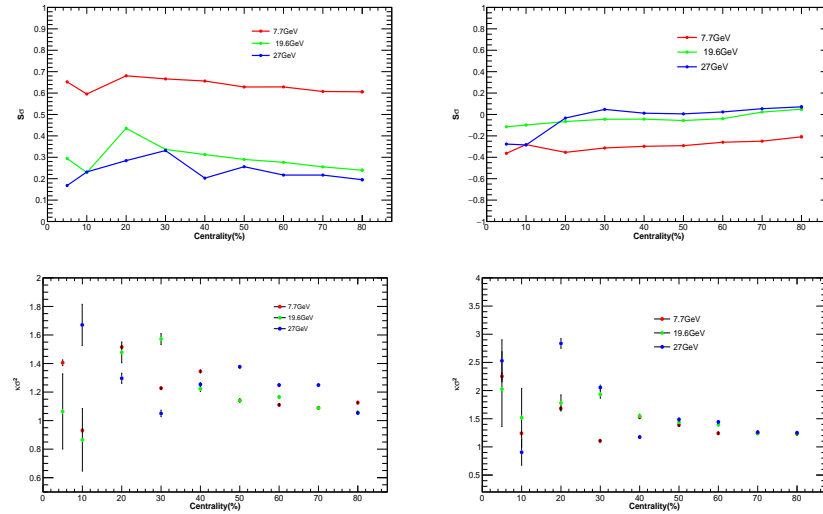 1
0.9
0.8
0.7
0.6
0.5
0.4
0.3
0.2
0.1
0
Sσ
7.7GeV
19.6GeV
27GeV
0 10 20 30 40 50 60 70 80
Centrality(%)
1
0.8
0.6
0.4
0.2
0
−0.2
−0.4
−0.6
−0.8
−1
Sσ
7.7GeV
19.6GeV
27GeV
0 10 20 30 40 50 60 70 80
Centrality(%)
2
1.8
1.6
1.4
1.2
1
0.8
0.6
κσ²
7.7GeV
19.6GeV
27GeV
0 10 20 30 40 50 60 70 80
Centrality(%)
4
3.5
3
2.5
2
1.5
1
0.5
κσ²
7.7GeV
19.6GeV
27GeV
0 10 20 30 40 50 60 70 80
Centrality(%)